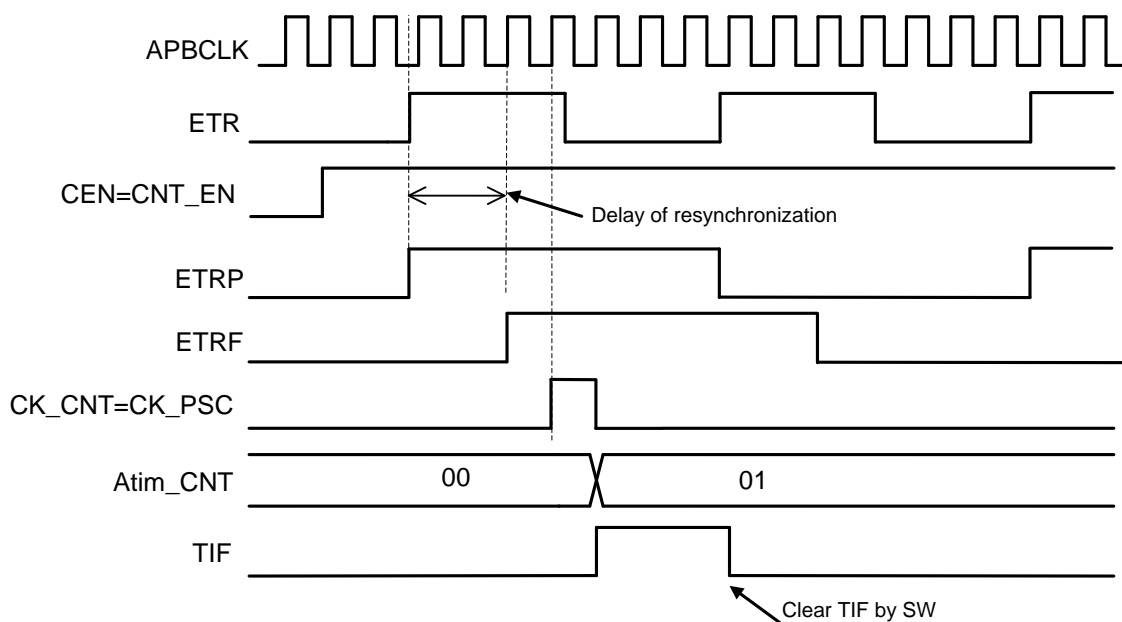 APBCLK
ETR
CEN=CNT_EN
Delay of resynchronization
ETRP
ETRF
CK_CNT=CK_PSC
Atim_CNT 00 01
TIF
Clear TIF by SW